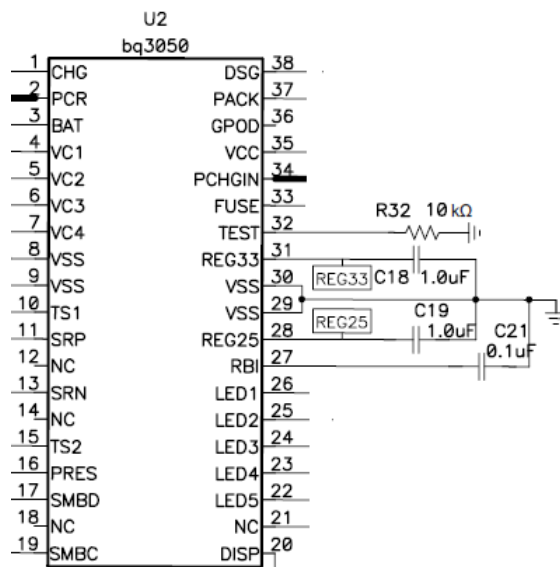 U2
bq3050
1 CHG DSG 38
2 PCR PACK 37
3 BAT GPOD 36
4 VC1 VCC 35
5 VC2 PCHGIN 34
6 VC3 FUSE 33
7 VC4 TEST 32 R32 10 kΩ
8 VSS REG33 31 REG33 C18 1.0uF
9 VSS VSS 30
10 TS1 VSS 29 REG25 C19 1.0uF
11 SRP REG25 28 C21 0.1uF
12 NC RBI 27
13 SRN LED1 26
14 NC LED2 25
15 TS2 LED3 24
16 PRES LED4 23
17 SMBD LED5 22
18 NC NC 21
19 SMBC DISP 20